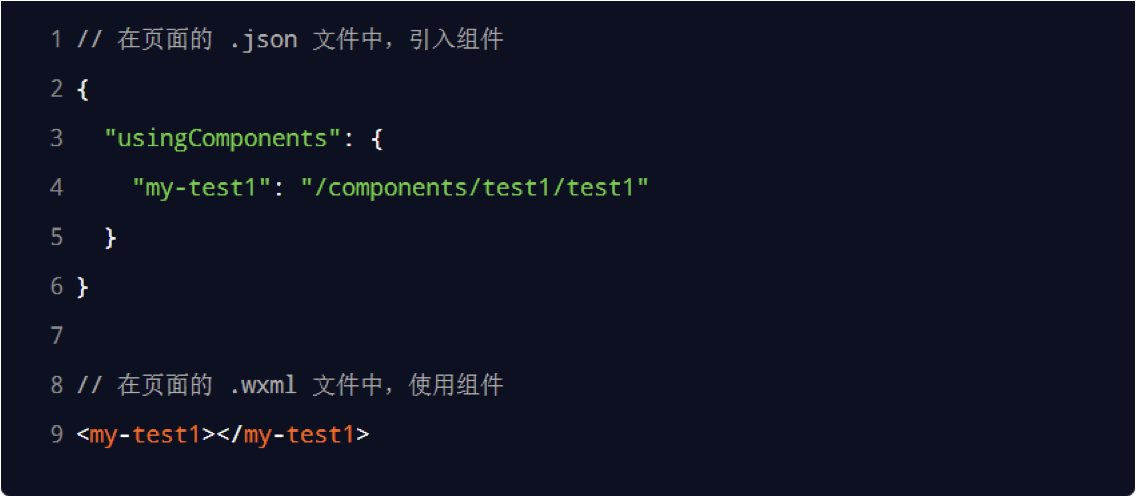 1 // 在页面的 .json 文件中，引入组件
2 {
3   "usingComponents": {
4     "my-test1": "/components/test1/test1"
5   }
6 }
7
8 // 在页面的 .wxml 文件中，使用组件
9 <my-test1></my-test1>